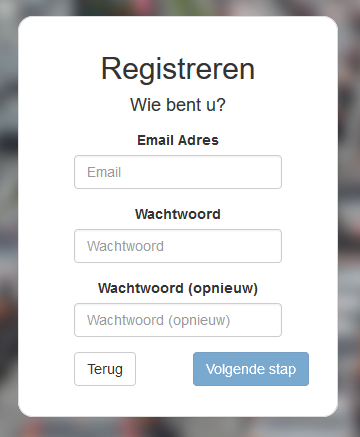 Registreren
Wie bent u?
Email Adres
Email
Wachtwoord
Wachtwoord
Wachtwoord (opnieuw)
Wachtwoord (opnieuw)
Terug
Volgende stap